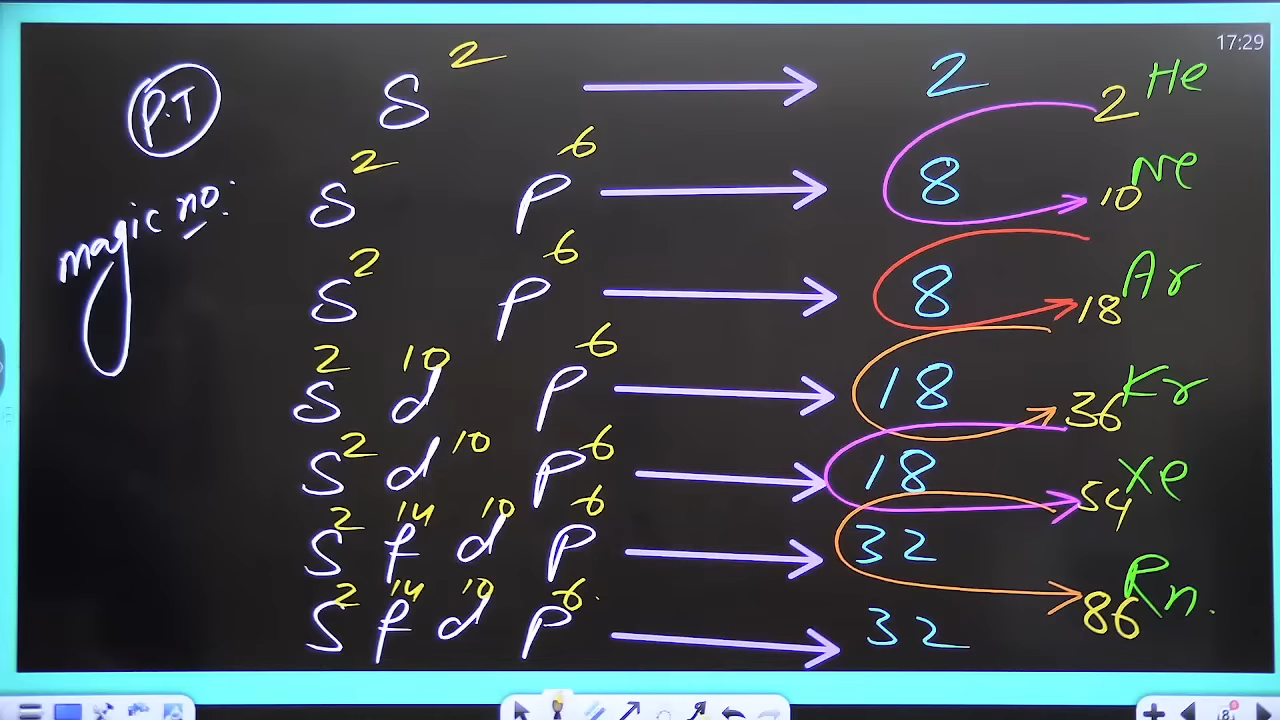 17:29
P.T
S² → 2 ₂He
magic no:
S² P⁶ → 8 ₁₀Ne
S² P⁶ → 8 ₁₈Ar
S² d¹⁰ P⁶ → 18 ₃₆Kr
S² d¹⁰ P⁶ → 18 ₅₄Xe
S² f¹⁴ d¹⁰ P⁶ → 32 ₈₆Rn.
S² f¹⁴ d¹⁰ P⁶ → 32